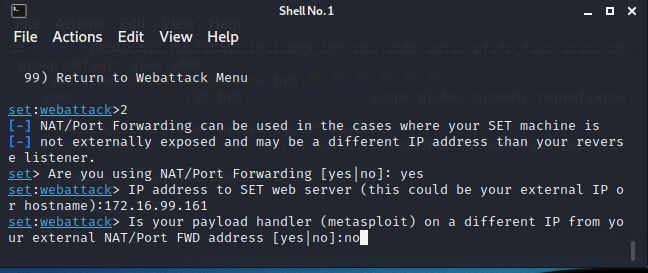 Shell No.1
File Actions Edit View Help
99) Return to Webattack Menu
set:webattack>2
[-] NAT/Port Forwarding can be used in the cases where your SET machine is
[-] not externally exposed and may be a different IP address than your revers
e listener.
set> Are you using NAT/Port Forwarding [yes|no]: yes
set:webattack> IP address to SET web server (this could be your external IP o
r hostname):172.16.99.161
set:webattack> Is your payload handler (metasploit) on a different IP from yo
ur external NAT/Port FWD address [yes|no]:no